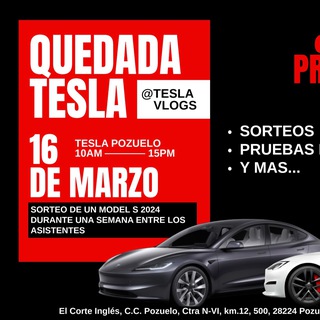 QUEDADA
TESLA
@TESLA
VLOGS
16
DE MARZO
TESLA POZUELO
10AM ——— 15PM
SORTEO DE UN MODEL S 2024
DURANTE UNA SEMANA ENTRE LOS
ASISTENTES
• SORTEOS
• PRUEBAS
• Y MAS...
El Corte Inglés, C.C. Pozuelo, Ctra N-VI, km.12, 500, 28224 Pozu